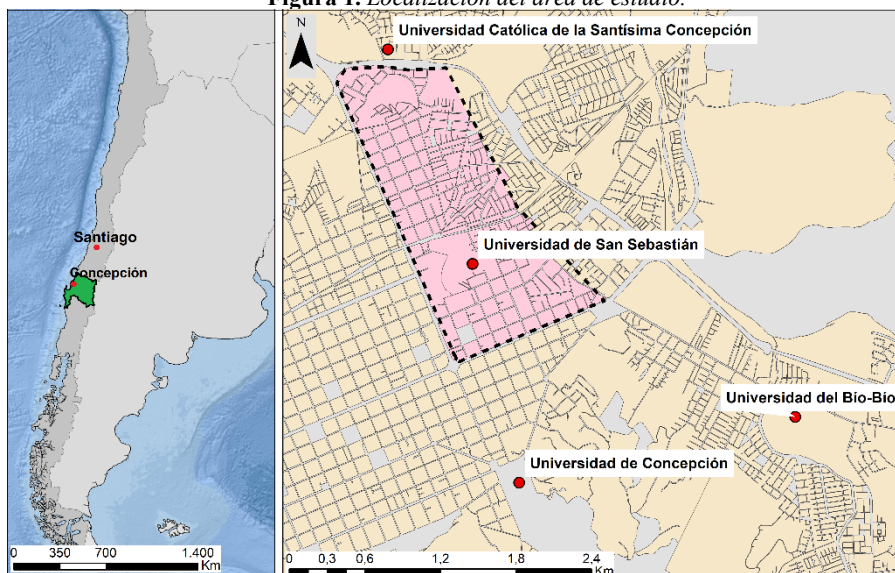 Figura 1. Localización del área de estudio.
N
Universidad Católica de la Santísima Concepción
Santiago
Concepción
Universidad de San Sebastián
Universidad del Bío-Bío
Universidad de Concepción
0 350 700 1.400
Km
0 0,3 0,6 1,2 1,8 2,4
Km